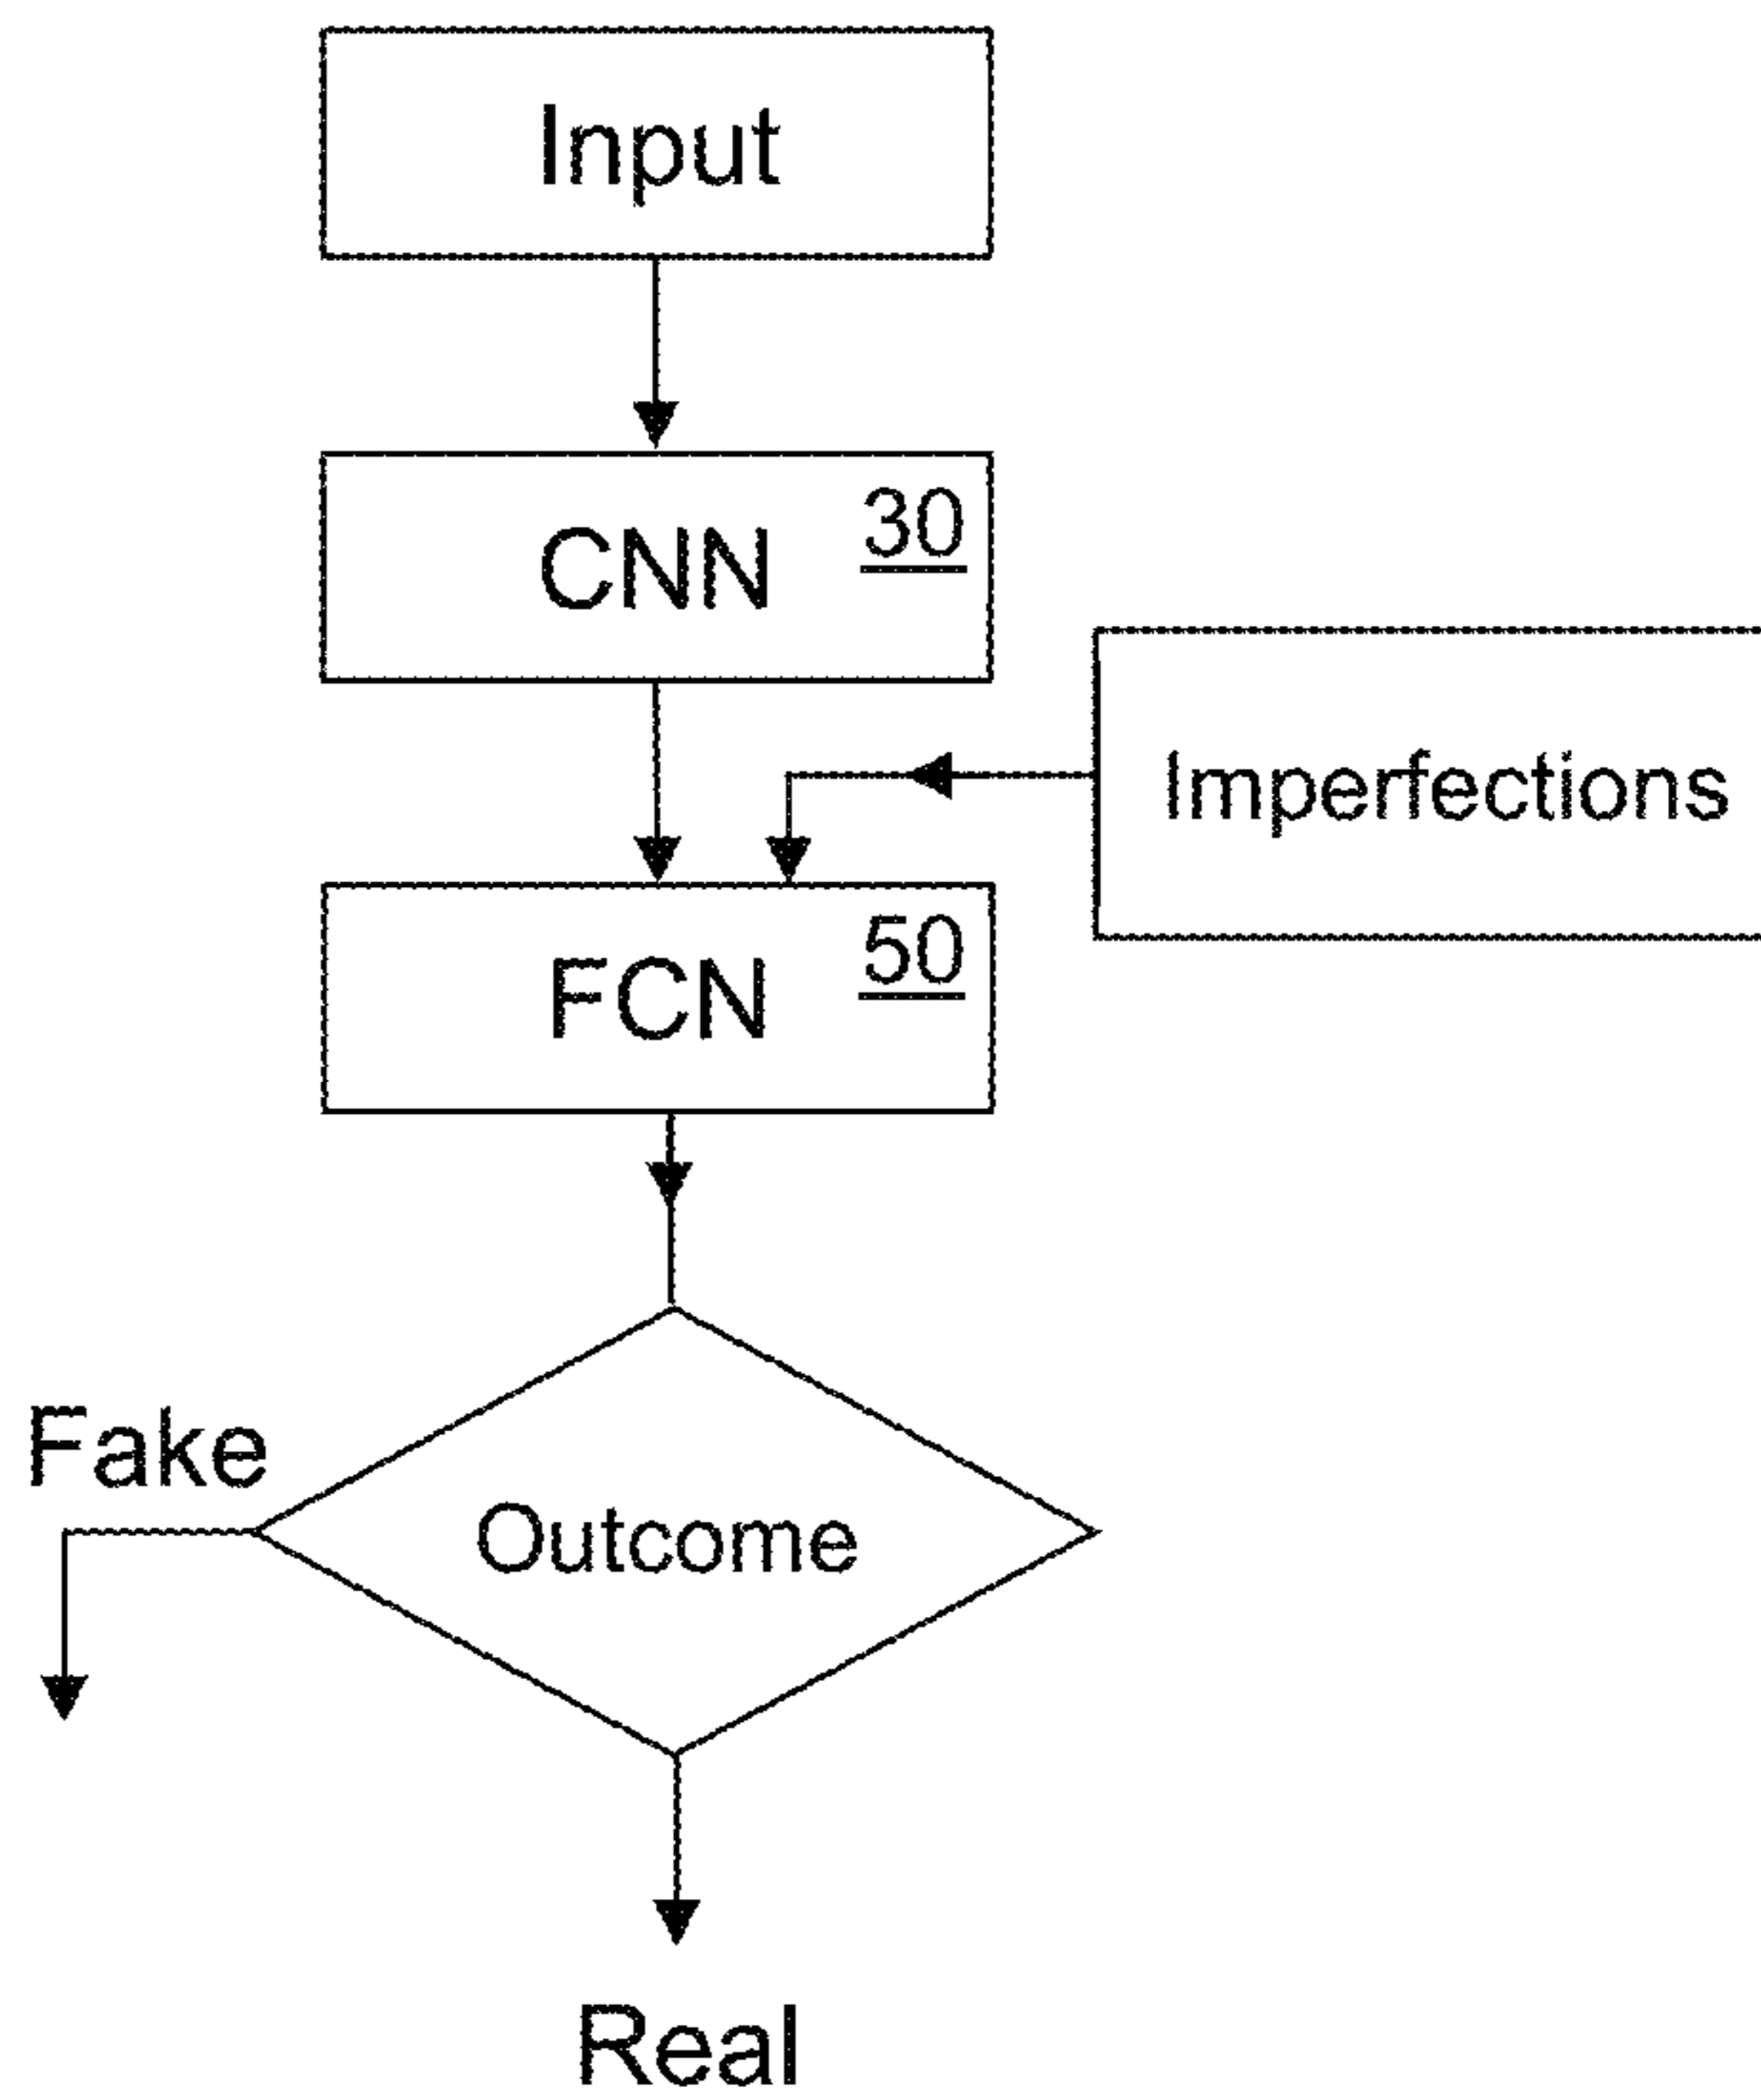 Input
30
CNN
Imperfections
50
FCN
Fake
Outcome
Real